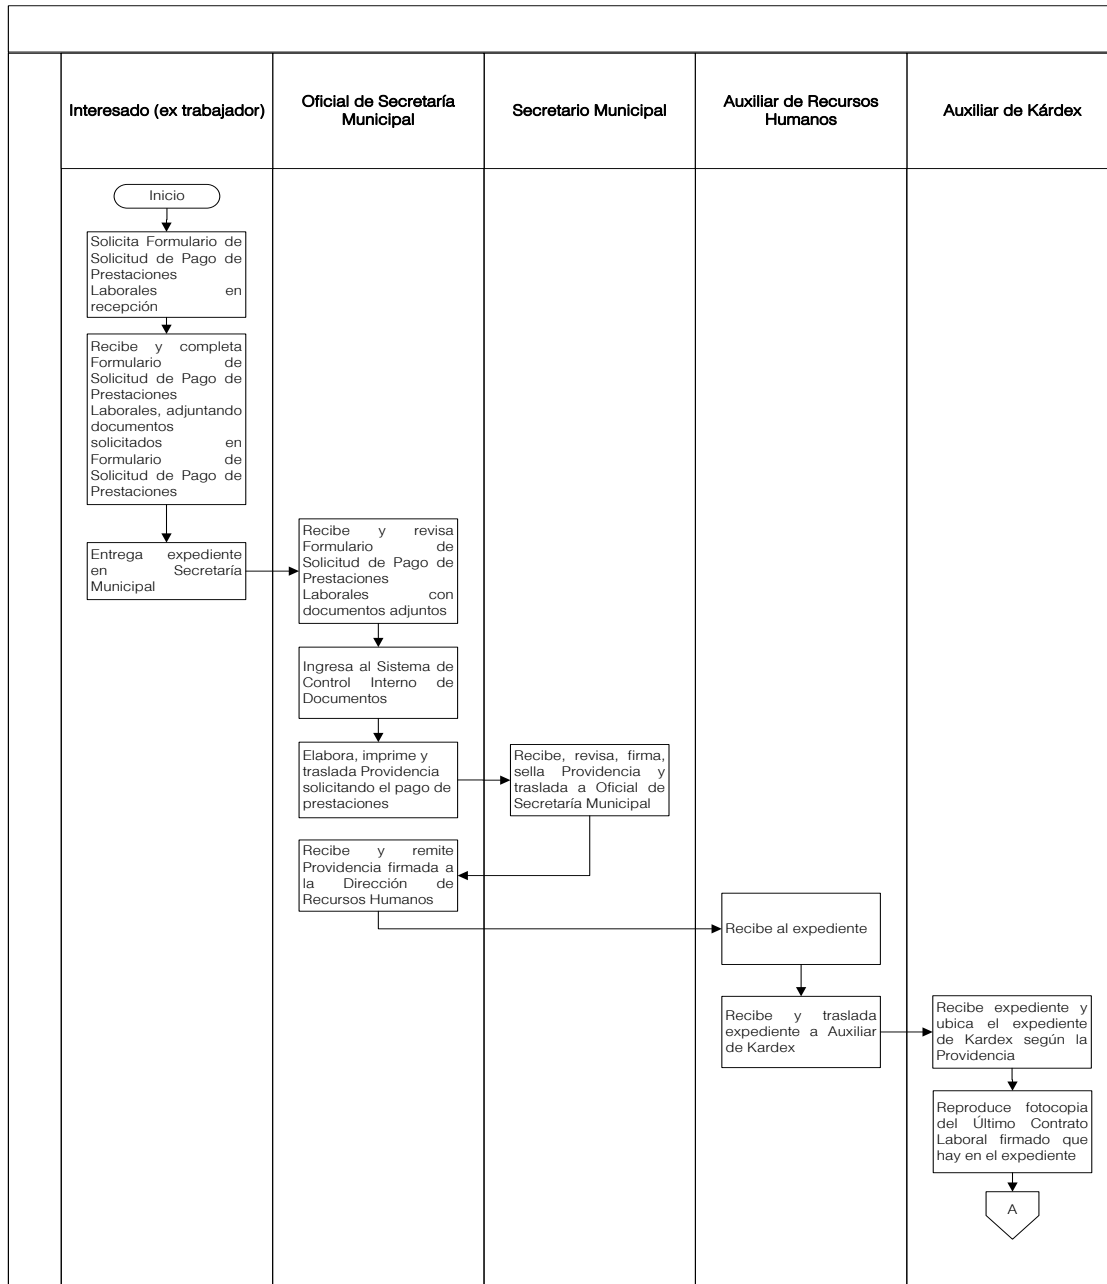 Interesado (ex trabajador)
Oficial de Secretaría
Municipal
Secretario Municipal
Auxiliar de Recursos
Humanos
Auxiliar de Kárdex
Inicio
Solicita Formulario de
Solicitud de Pago de
Prestaciones
Laborales en
recepción
Recibe y completa
Formulario de
Solicitud de Pago de
Prestaciones
Laborales, adjuntando
documentos
solicitados en
Formulario de
Solicitud de Pago de
Prestaciones
Entrega expediente
en Secretaría
Municipal
Recibe y revisa
Formulario de
Solicitud de Pago de
Prestaciones
Laborales con
documentos adjuntos
Ingresa al Sistema de
Control Interno de
Documentos
Elabora, imprime y
traslada Providencia
solicitando el pago de
prestaciones
Recibe, revisa, firma,
sella Providencia y
traslada a Oficial de
Secretaría Municipal
Recibe y remite
Providencia firmada a
la Dirección de
Recursos Humanos
Recibe al expediente
Recibe y traslada
expediente a Auxiliar
de Kardex
Recibe expediente y
ubica el expediente
de Kardex según la
Providencia
Reproduce fotocopia
del Último Contrato
Laboral firmado que
hay en el expediente
A